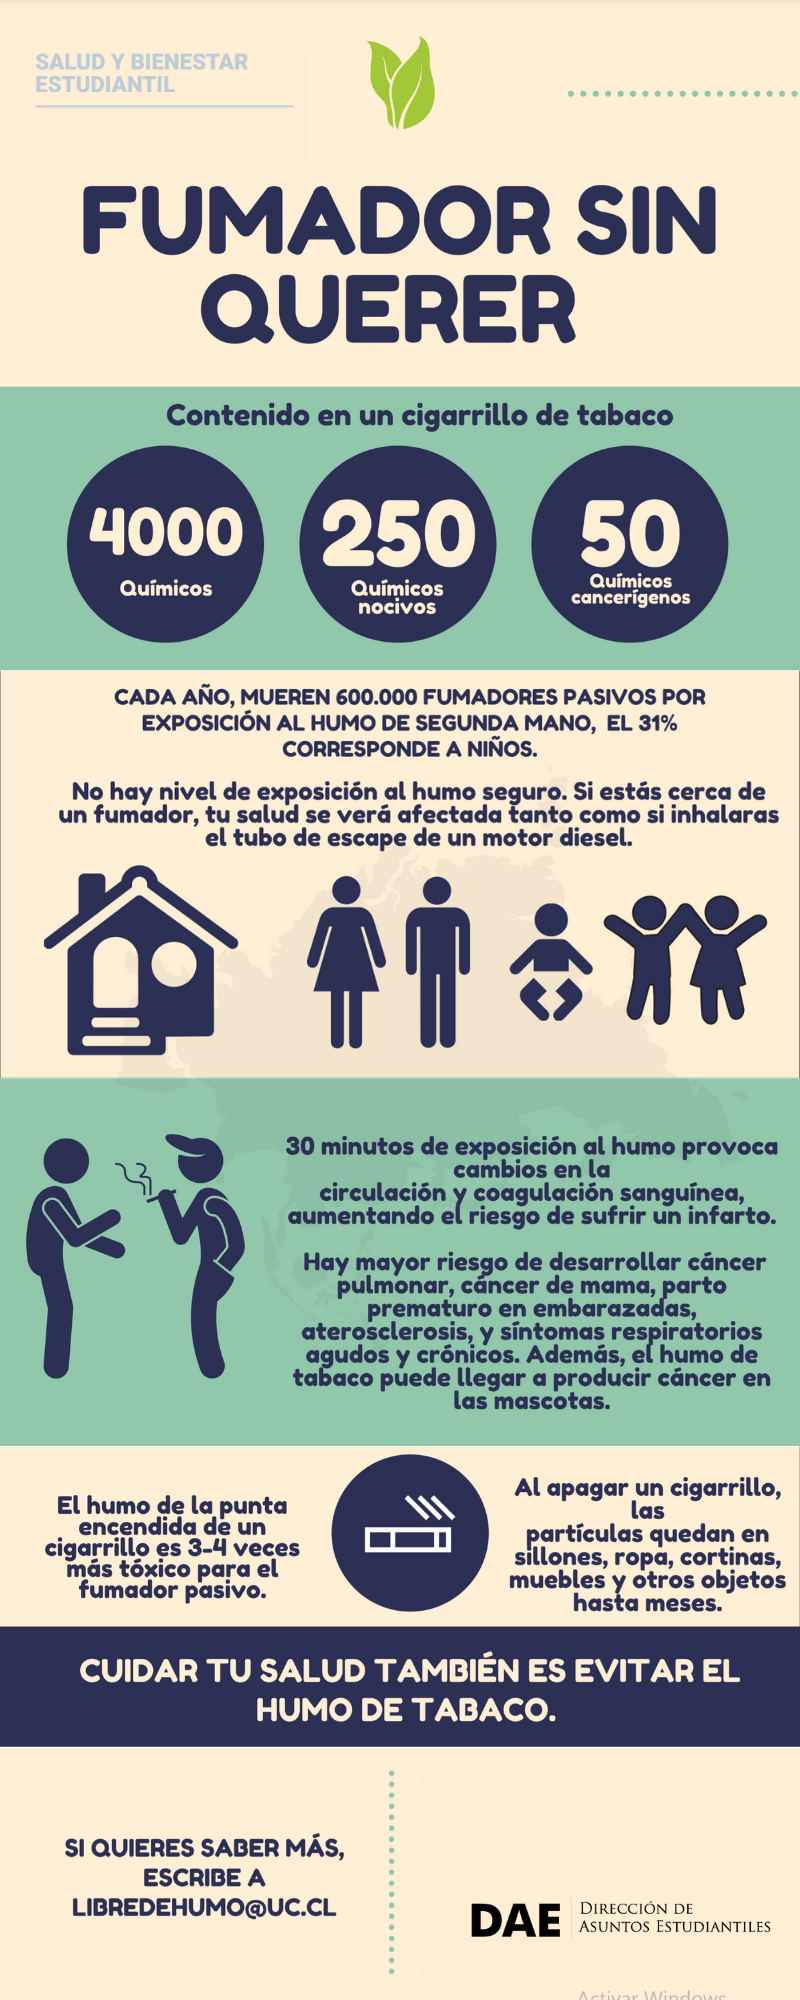 SALUD Y BIENESTAR
ESTUDIANTIL
FUMADOR SIN
QUERER
Contenido en un cigarrillo de tabaco
4000
Químicos
250
Químicos
nocivos
50
Químicos
cancerígenos
CADA AÑO, MUEREN 600.000 FUMADORES PASIVOS POR
EXPOSICIÓN AL HUMO DE SEGUNDA MANO, EL 31%
CORRESPONDE A NIÑOS.
No hay nivel de exposición al humo seguro. Si estás cerca de
un fumador, tu salud se verá afectada tanto como si inhalaras
el tubo de escape de un motor diesel.
30 minutos de exposición al humo provoca
cambios en la
circulación y coagulación sanguínea,
aumentando el riesgo de sufrir un infarto.
Hay mayor riesgo de desarrollar cáncer
pulmonar, cáncer de mama, parto
prematuro en embarazadas,
aterosclerosis, y síntomas respiratorios
agudos y crónicos. Además, el humo de
tabaco puede llegar a producir cáncer en
las mascotas.
El humo de la punta
encendida de un
cigarrillo es 3-4 veces
más tóxico para el
fumador pasivo.
Al apagar un cigarrillo,
las
partículas quedan en
sillones, ropa, cortinas,
muebles y otros objetos
hasta meses.
CUIDAR TU SALUD TAMBIÉN ES EVITAR EL
HUMO DE TABACO.
SI QUIERES SABER MÁS,
ESCRIBE A
LIBREDEHUMO@UC.CL
DAE
DIRECCIÓN DE
ASUNTOS ESTUDIANTILES
Activar Windows